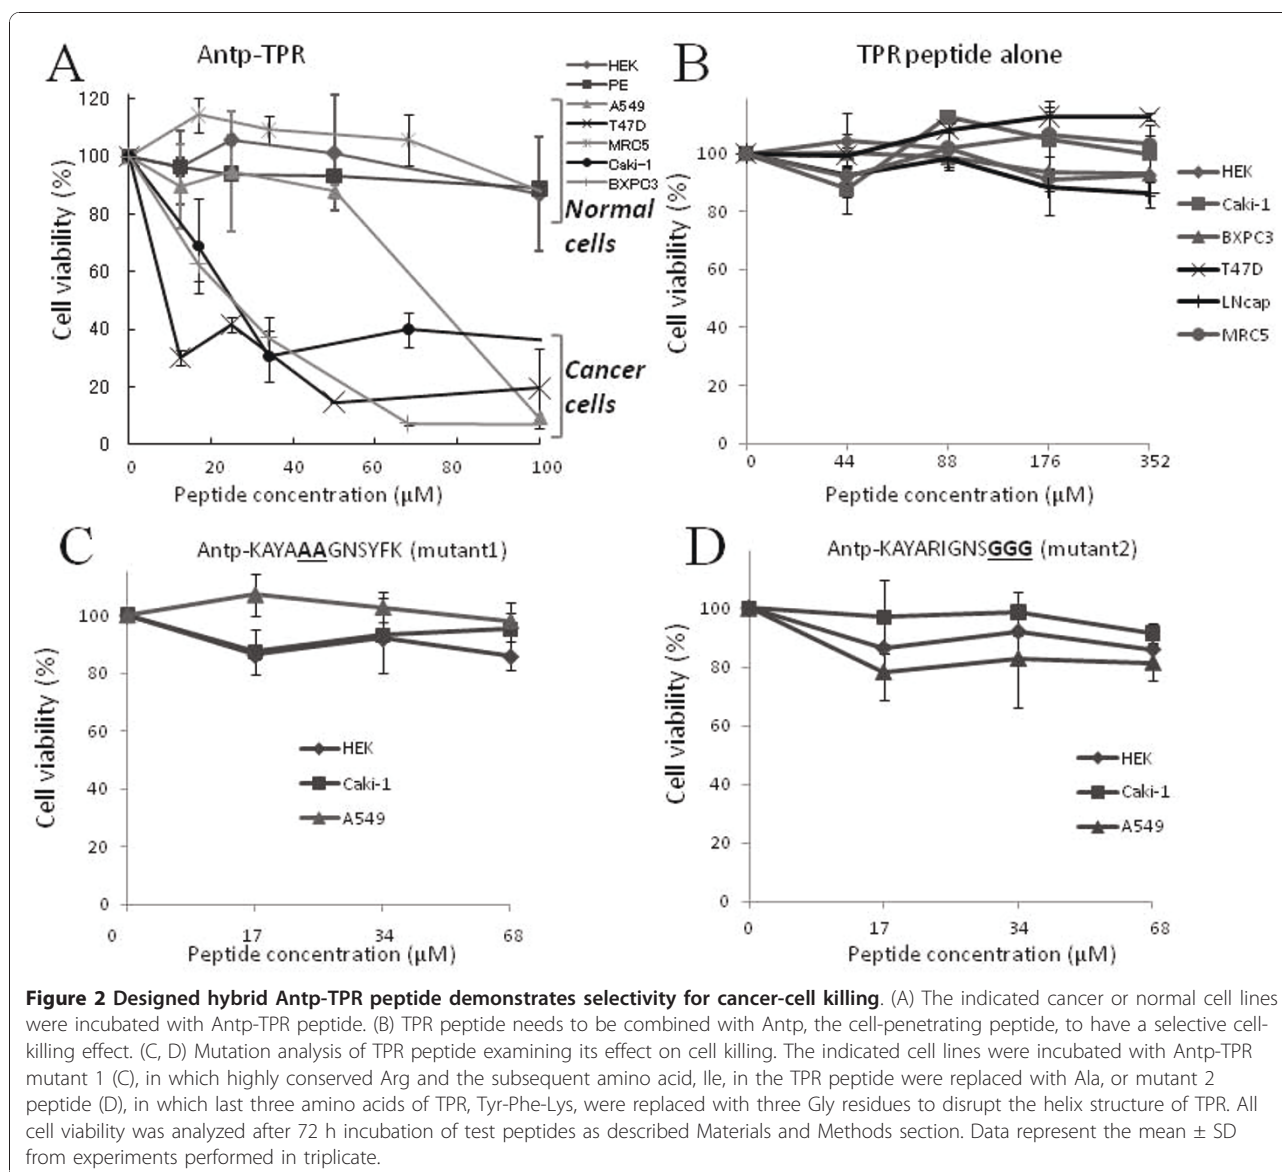 A
Antp-TPR
Cell viability (%)
120
100
80
60
40
20
0
0 20 40 60 80 100
Peptide concentration (μM)
HEK
PE
A549
T47D
MRC5
Caki-1
BXPC3
Normal
cells
Cancer
cells
B
TPR peptide alone
Cell viability (%)
100
80
60
40
20
0
0 44 88 176 352
Peptide concentration (μM)
HEK
Caki-1
BXPC3
T47D
LNcap
MRC5
C
Antp-KAYAAAGNSYFK (mutant1)
Cell viability (%)
100
80
60
40
20
0
0 17 34 68
Peptide concentration (μM)
HEK
Caki-1
A549
D
Antp-KAYARIGNSGGG (mutant2)
Cell viability (%)
100
80
60
40
20
0
0 17 34 68
Peptide concentration (μM)
HEK
Caki-1
A549
Figure 2 Designed hybrid Antp-TPR peptide demonstrates selectivity for cancer-cell killing. (A) The indicated cancer or normal cell lines
were incubated with Antp-TPR peptide. (B) TPR peptide needs to be combined with Antp, the cell-penetrating peptide, to have a selective cell-
killing effect. (C, D) Mutation analysis of TPR peptide examining its effect on cell killing. The indicated cell lines were incubated with Antp-TPR
mutant 1 (C), in which highly conserved Arg and the subsequent amino acid, Ile, in the TPR peptide were replaced with Ala, or mutant 2
peptide (D), in which last three amino acids of TPR, Tyr-Phe-Lys, were replaced with three Gly residues to disrupt the helix structure of TPR. All
cell viability was analyzed after 72 h incubation of test peptides as described Materials and Methods section. Data represent the mean ± SD
from experiments performed in triplicate.